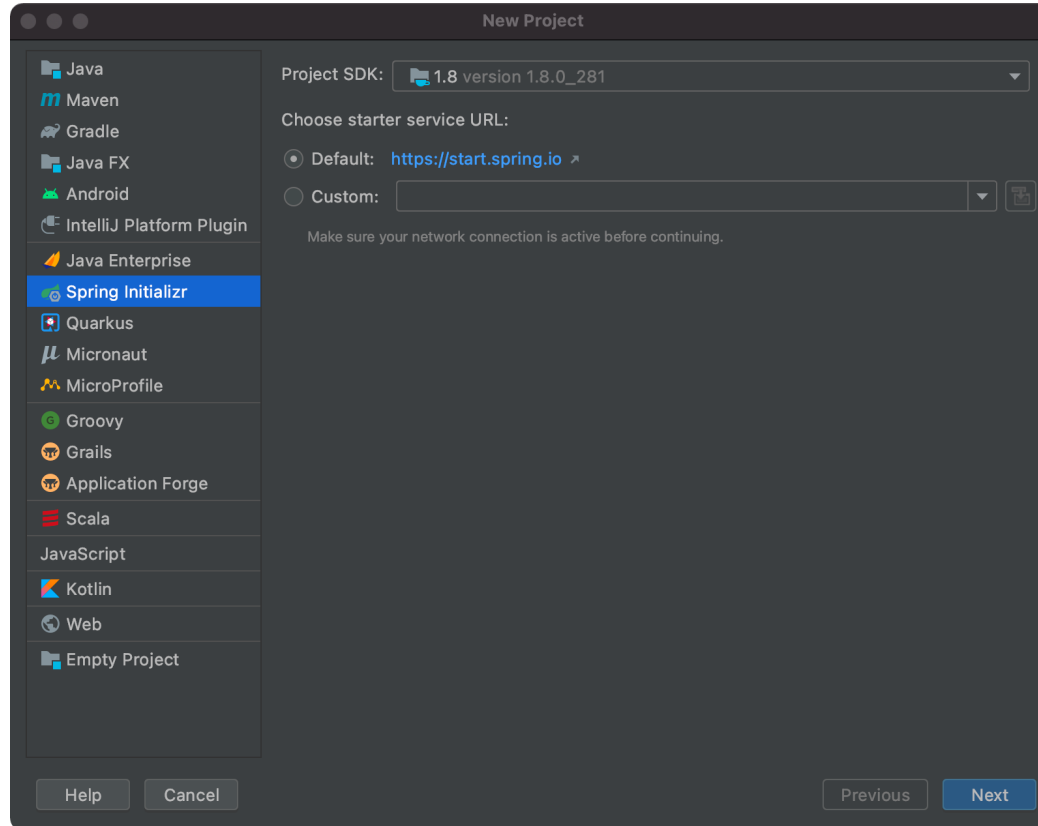 New Project
Java
Maven
Gradle
Java FX
Android
IntelliJ Platform Plugin
Java Enterprise
Spring Initializr
Quarkus
Micronaut
MicroProfile
Groovy
Grails
Application Forge
Scala
JavaScript
Kotlin
Web
Empty Project
Project SDK: 1.8 version 1.8.0_281
Choose starter service URL:
Default: https://start.spring.io
Custom:
Make sure your network connection is active before continuing.
Help Cancel Previous Next